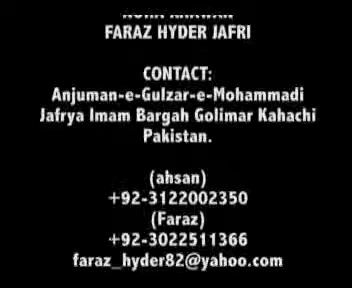 FARAZ HYDER JAFRI
CONTACT:
Anjuman-e-Gulzar-e-Mohammadi
Jafrya Imam Bargah Golimar Kahachi
Pakistan.
(ahsan)
+92-3122002350
(Faraz)
+92-3022511366
faraz_hyder82@yahoo.com